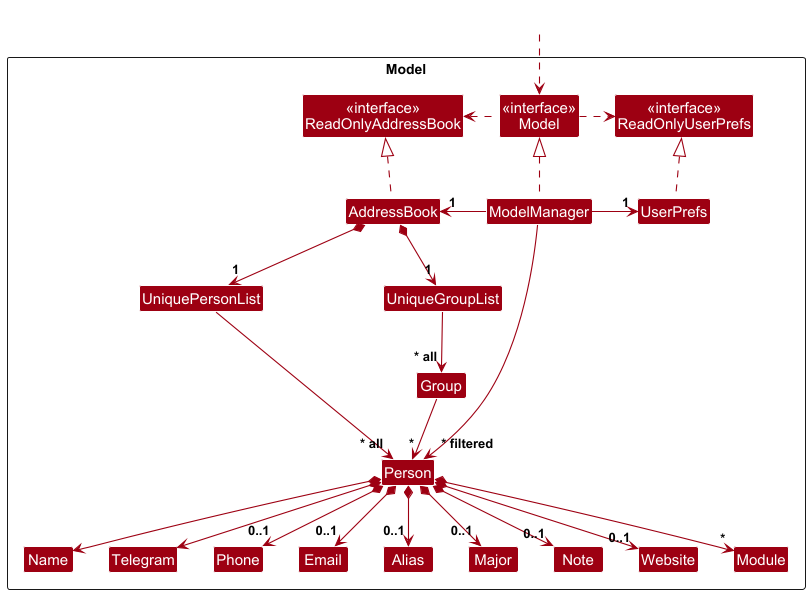 Model
«interface»
ReadOnlyAddressBook
«interface»
Model
«interface»
ReadOnlyUserPrefs
AddressBook
1
ModelManager
1
UserPrefs
1
1
UniquePersonList
UniqueGroupList
* all
Group
* all
*
* filtered
Person
0..1
0..1
0..1
0..1
0..1
0..1
*
Name
Telegram
Phone
Email
Alias
Major
Note
Website
Module